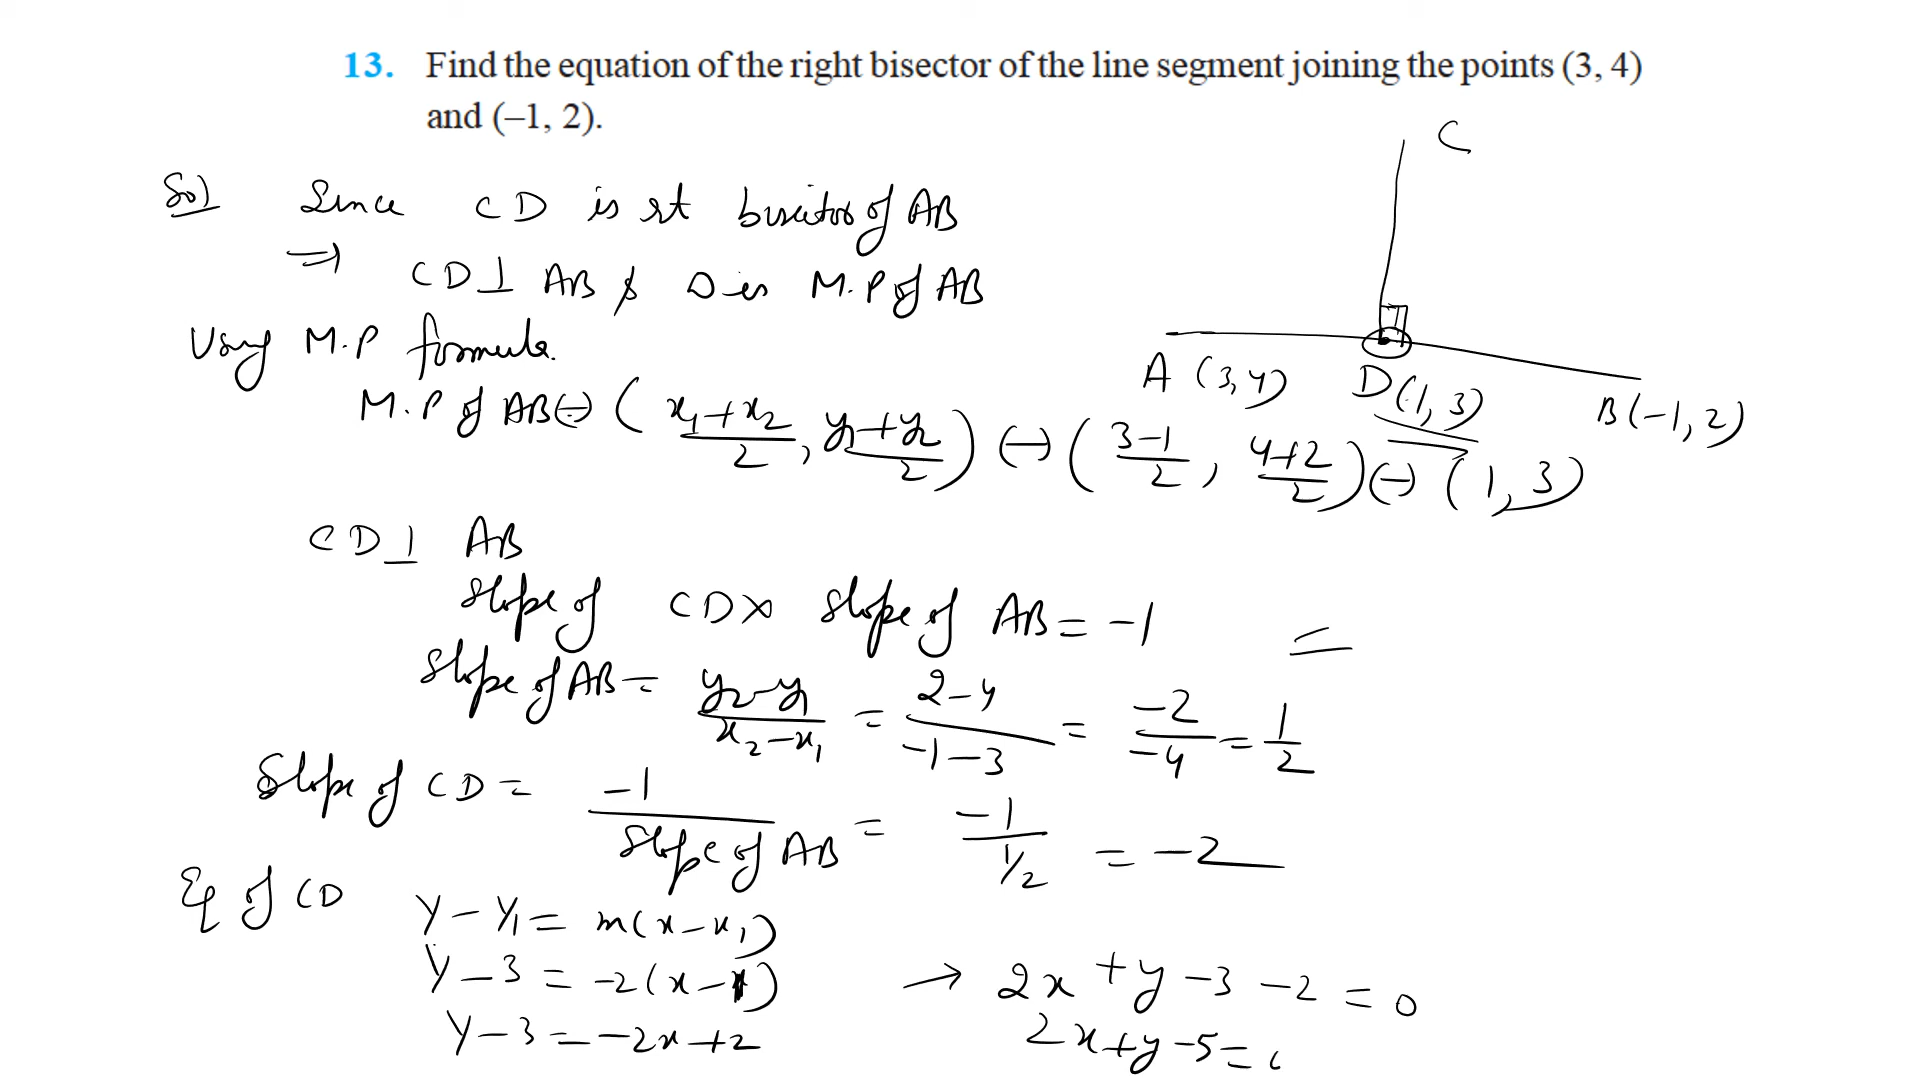 13. Find the equation of the right bisector of the line segment joining the points (3, 4)
and (–1, 2).
C
Sol Since CD is rt bisector of AB
⇒ CD ⊥ AB & D is M.P of AB
Using M.P formula.
A (3,4) D(1,3) B(-1,2)
M.P of AB(-) ( x₁+x₂/2, y₁+y₂/2 ) (-) ( 3-1/2, 4+2/2 ) (-) (1, 3)
CD ⊥ AB
Slope of CD × slope of AB = -1 =
Slope of AB = y₂-y₁/x₂-x₁ = 2-4/-1-3 = -2/-4 = 1/2
Slope of CD = -1/Slope of AB = -1/1/2 = -2
Eq of CD y - y₁ = m(x-x₁)
y - 3 = -2(x-1) → 2x + y - 3 - 2 = 0
y - 3 = -2x + 2 2x+y-5=0